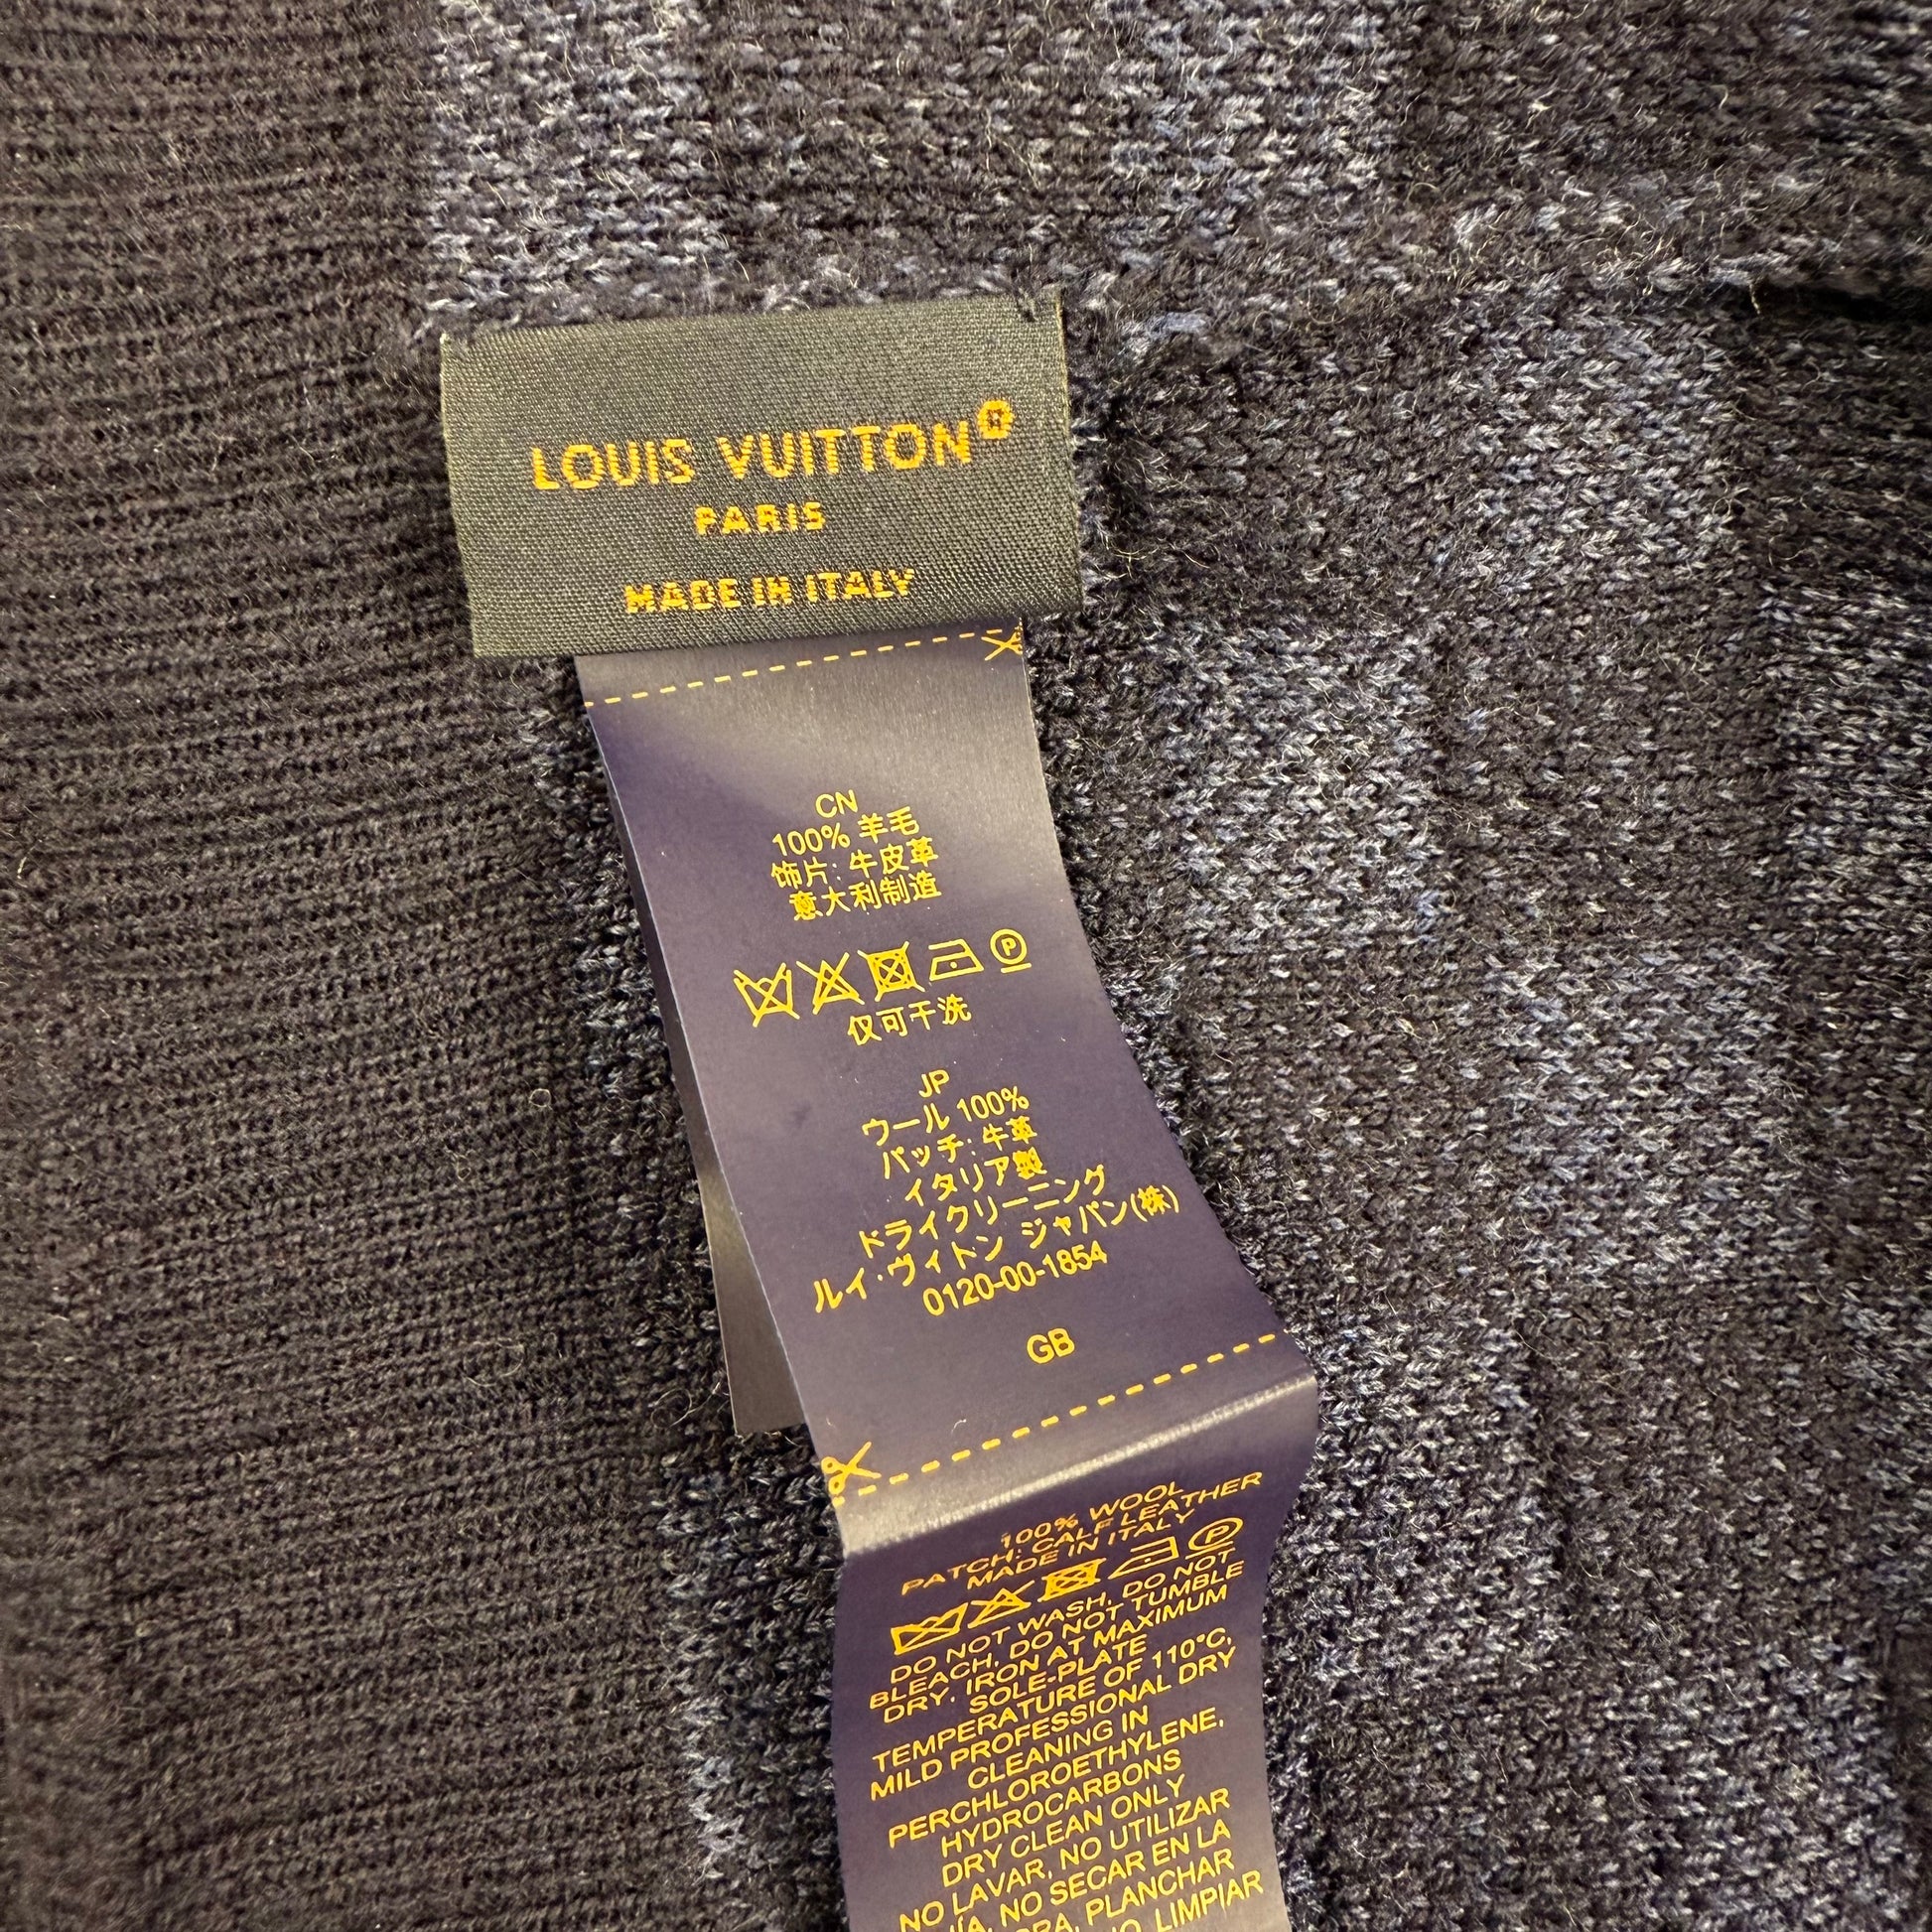 LOUIS VUITTON
PARIS
MADE IN ITALY
CN
100% 羊毛
饰片: 牛皮革
意大利制造
P
仅可干洗
JP
ウール 100%
パッチ: 牛革
イタリア製
ドライクリーニング
ルイ・ヴィトン ジャパン(株)
0120-00-1854
GB
100% WOOL
PATCH: CALF LEATHER
MADE IN ITALY
P
DO NOT WASH, DO NOT
BLEACH, DO NOT TUMBLE
DRY, IRON AT MAXIMUM
SOLE-PLATE
TEMPERATURE OF 110°C,
MILD PROFESSIONAL DRY
CLEANING IN
PERCHLOROETHYLENE,
HYDROCARBONS
DRY CLEAN ONLY
NO LAVAR, NO UTILIZAR
NO SECAR EN LA
PLANCHAR
LIMPIAR